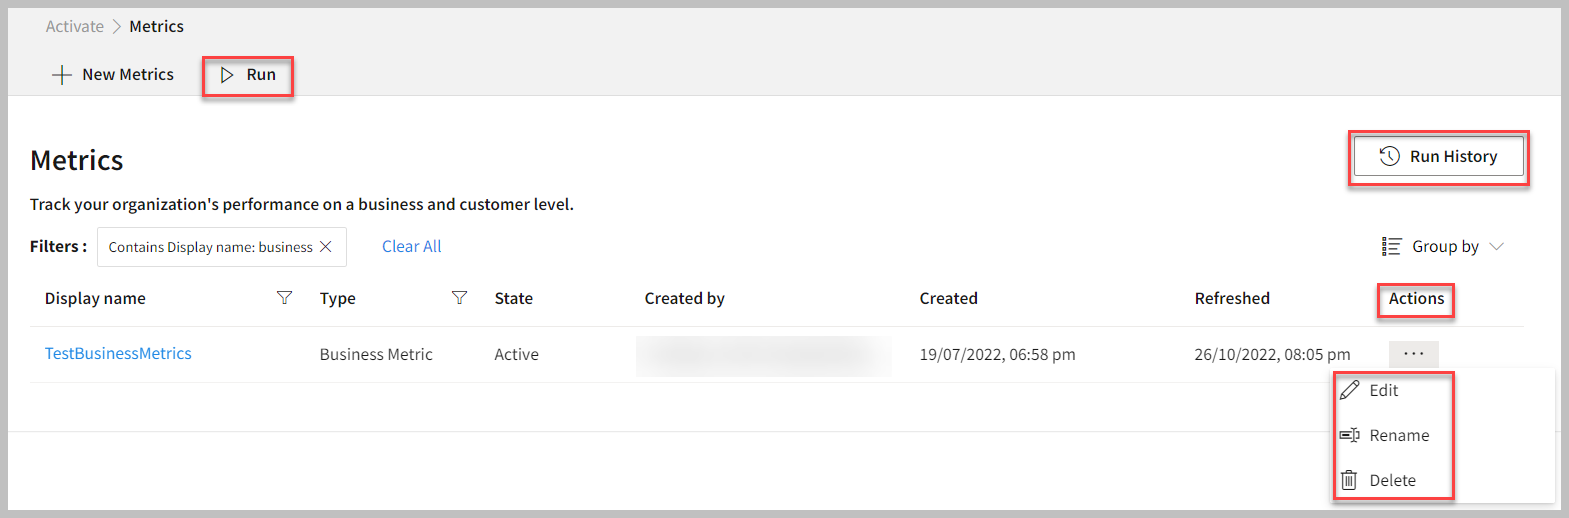 Activate > Metrics
New Metrics Run
Metrics
Run History
Track your organization's performance on a business and customer level.
Filters : Contains Display name: business Clear All Group by
Display name Type State Created by Created Refreshed Actions
TestBusinessMetrics Business Metric Active 19/07/2022, 06:58 pm 26/10/2022, 08:05 pm ...
Edit
Rename
Delete